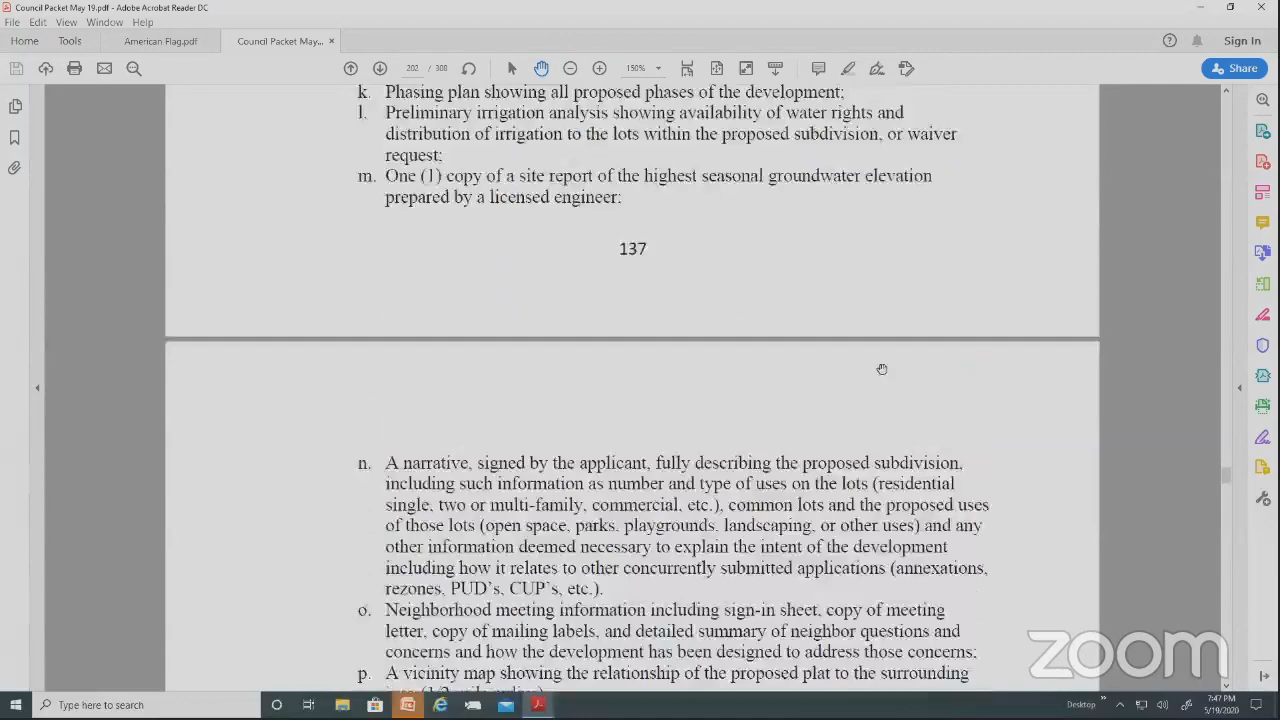 Council Packet May 19.pdf - Adobe Acrobat Reader DC
File Edit View Window Help
Home Tools American Flag.pdf Council Packet May... × Sign In
202 / 308 150% Share
k. Phasing plan showing all proposed phases of the development;
l. Preliminary irrigation analysis showing availability of water rights and
distribution of irrigation to the lots within the proposed subdivision, or waiver
request;
m. One (1) copy of a site report of the highest seasonal groundwater elevation
prepared by a licensed engineer;
137
n. A narrative, signed by the applicant, fully describing the proposed subdivision,
including such information as number and type of uses on the lots (residential
single, two or multi-family, commercial, etc.), common lots and the proposed uses
of those lots (open space, parks, playgrounds, landscaping, or other uses) and any
other information deemed necessary to explain the intent of the development
including how it relates to other concurrently submitted applications (annexations,
rezones, PUD's, CUP's, etc.).
o. Neighborhood meeting information including sign-in sheet, copy of meeting
letter, copy of mailing labels, and detailed summary of neighbor questions and
concerns and how the development has been designed to address those concerns;
p. A vicinity map showing the relationship of the proposed plat to the surrounding
zoom
Type here to search Desktop 7:47 PM
5/19/2020